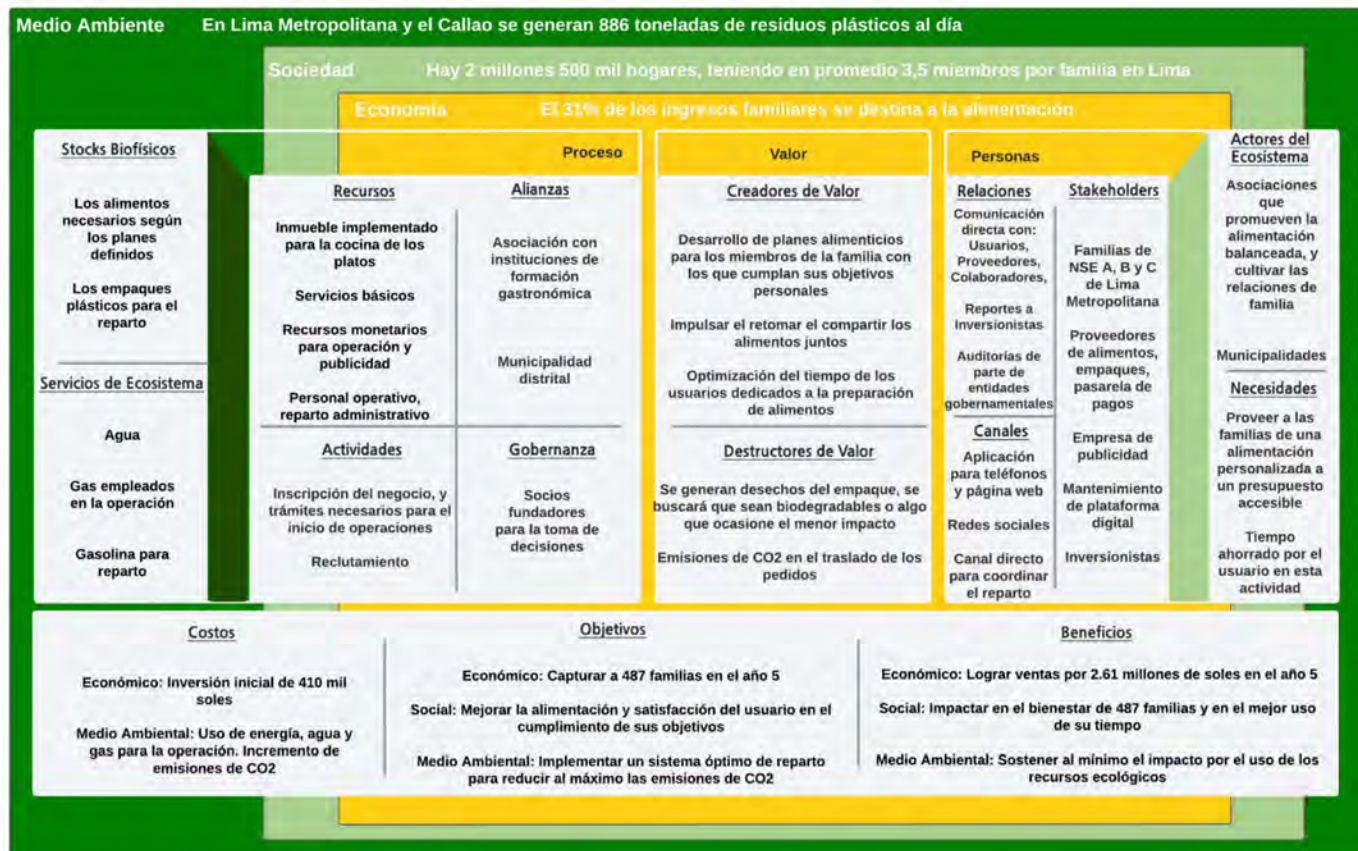 Medio Ambiente En Lima Metropolitana y el Callao se generan 886 toneladas de residuos plásticos al día
Sociedad Hay 2 millones 500 mil hogares, teniendo en promedio 3,5 miembros por familia en Lima
Economía El 31% de los ingresos familiares se destina a la alimentación
Stocks Biofísicos
Los alimentos
necesarios según
los planes
definidos
Los empaques
plásticos para el
reparto
Servicios de Ecosistema
Agua
Gas empleados
en la operación
Gasolina para
reparto
Proceso
Recursos
Inmueble implementado
para la cocina de los
platos
Servicios básicos
Recursos monetarios
para operación y
publicidad
Personal operativo,
reparto administrativo
Alianzas
Asociación con
instituciones de
formación
gastronómica
Municipalidad
distrital
Actividades
Inscripción del negocio, y
trámites necesarios para el
inicio de operaciones
Reclutamiento
Gobernanza
Socios
fundadores
para la toma de
decisiones
Valor
Creadores de Valor
Desarrollo de planes alimenticios
para los miembros de la familia con
los que cumplan sus objetivos
personales
Impulsar el retomar el compartir los
alimentos juntos
Optimización del tiempo de los
usuarios dedicados a la preparación
de alimentos
Destructores de Valor
Se generan desechos del empaque, se
buscará que sean biodegradables o algo
que ocasione el menor impacto
Emisiones de CO2 en el traslado de los
pedidos
Personas
Relaciones
Comunicación
directa con:
Usuarios,
Proveedores,
Colaboradores,
Reportes a
Inversionistas
Auditorías de
parte de
entidades
gobernamentales
Canales
Aplicación
para teléfonos
y página web
Redes sociales
Canal directo
para coordinar
el reparto
Stakeholders
Familias de
NSE A, B y C
de Lima
Metropolitana
Proveedores
de alimentos,
empaques,
pasarela de
pagos
Empresa de
publicidad
Mantenimiento
de plataforma
digital
Inversionistas
Actores del
Ecosistema
Asociaciones
que
promueven la
alimentación
balanceada, y
cultivar las
relaciones de
familia
Municipalidades
Necesidades
Proveer a las
familias de una
alimentación
personalizada a
un presupuesto
accesible
Tiempo
ahorrado por el
usuario en esta
actividad
Costos
Económico: Inversión inicial de 410 mil
soles
Medio Ambiental: Uso de energía, agua y
gas para la operación. Incremento de
emisiones de CO2
Objetivos
Económico: Capturar a 487 familias en el año 5
Social: Mejorar la alimentación y satisfacción del usuario en el
cumplimiento de sus objetivos
Medio Ambiental: Implementar un sistema óptimo de reparto
para reducir al máximo las emisiones de CO2
Beneficios
Económico: Lograr ventas por 2.61 millones de soles en el año 5
Social: Impactar en el bienestar de 487 familias y en el mejor uso
de su tiempo
Medio Ambiental: Sostener al mínimo el impacto por el uso de los
recursos ecológicos